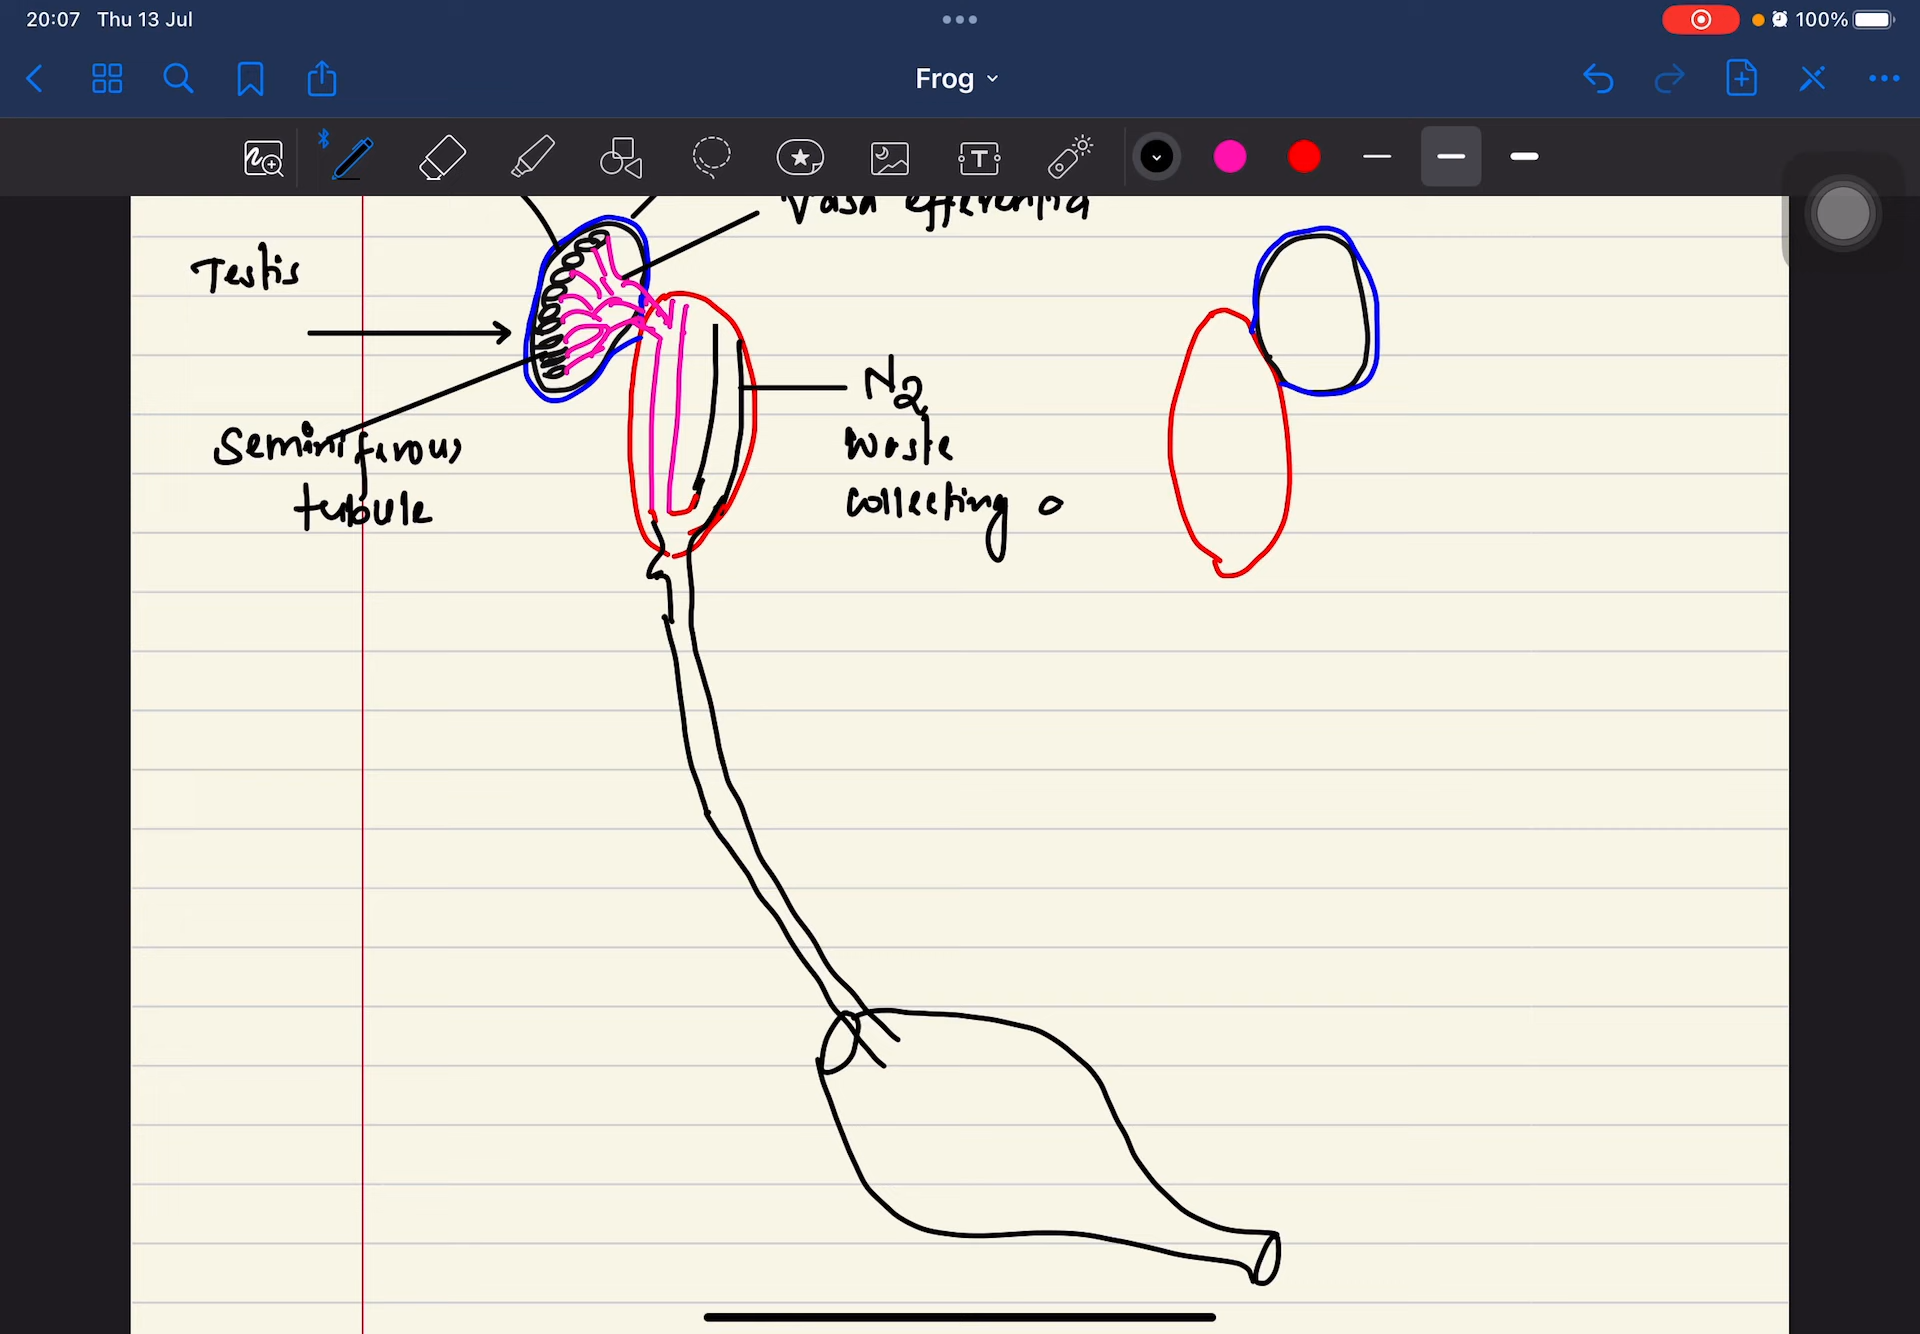 20:07 Thu 13 Jul
100%
Frog
T
Vasa efferentia
Testis
N2
Seminiferous
waste
tubule
collecting o